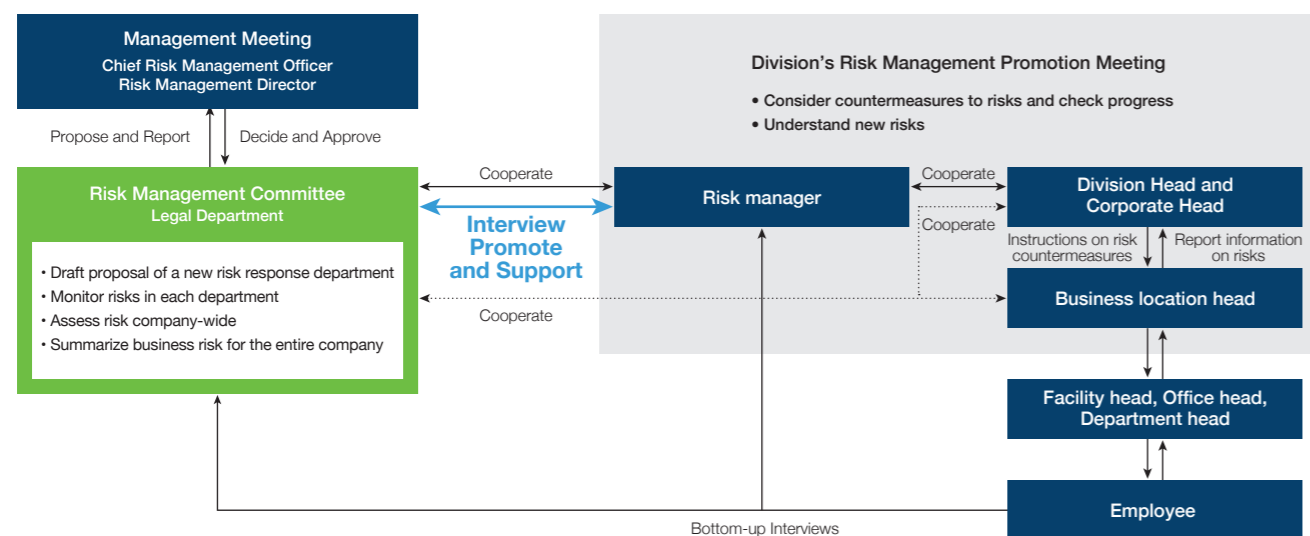 Management Meeting
Chief Risk Management Officer
Risk Management Director
Propose and Report
Decide and Approve
Risk Management Committee
Legal Department
• Draft proposal of a new risk response department
• Monitor risks in each department
• Assess risk company-wide
• Summarize business risk for the entire company
Cooperate
Interview
Promote
and Support
Cooperate
Division's Risk Management Promotion Meeting
• Consider countermeasures to risks and check progress
• Understand new risks
Risk manager
Cooperate
Cooperate
Division Head and
Corporate Head
Instructions on risk
countermeasures
Report information
on risks
Business location head
Facility head, Office head,
Department head
Employee
Bottom-up Interviews